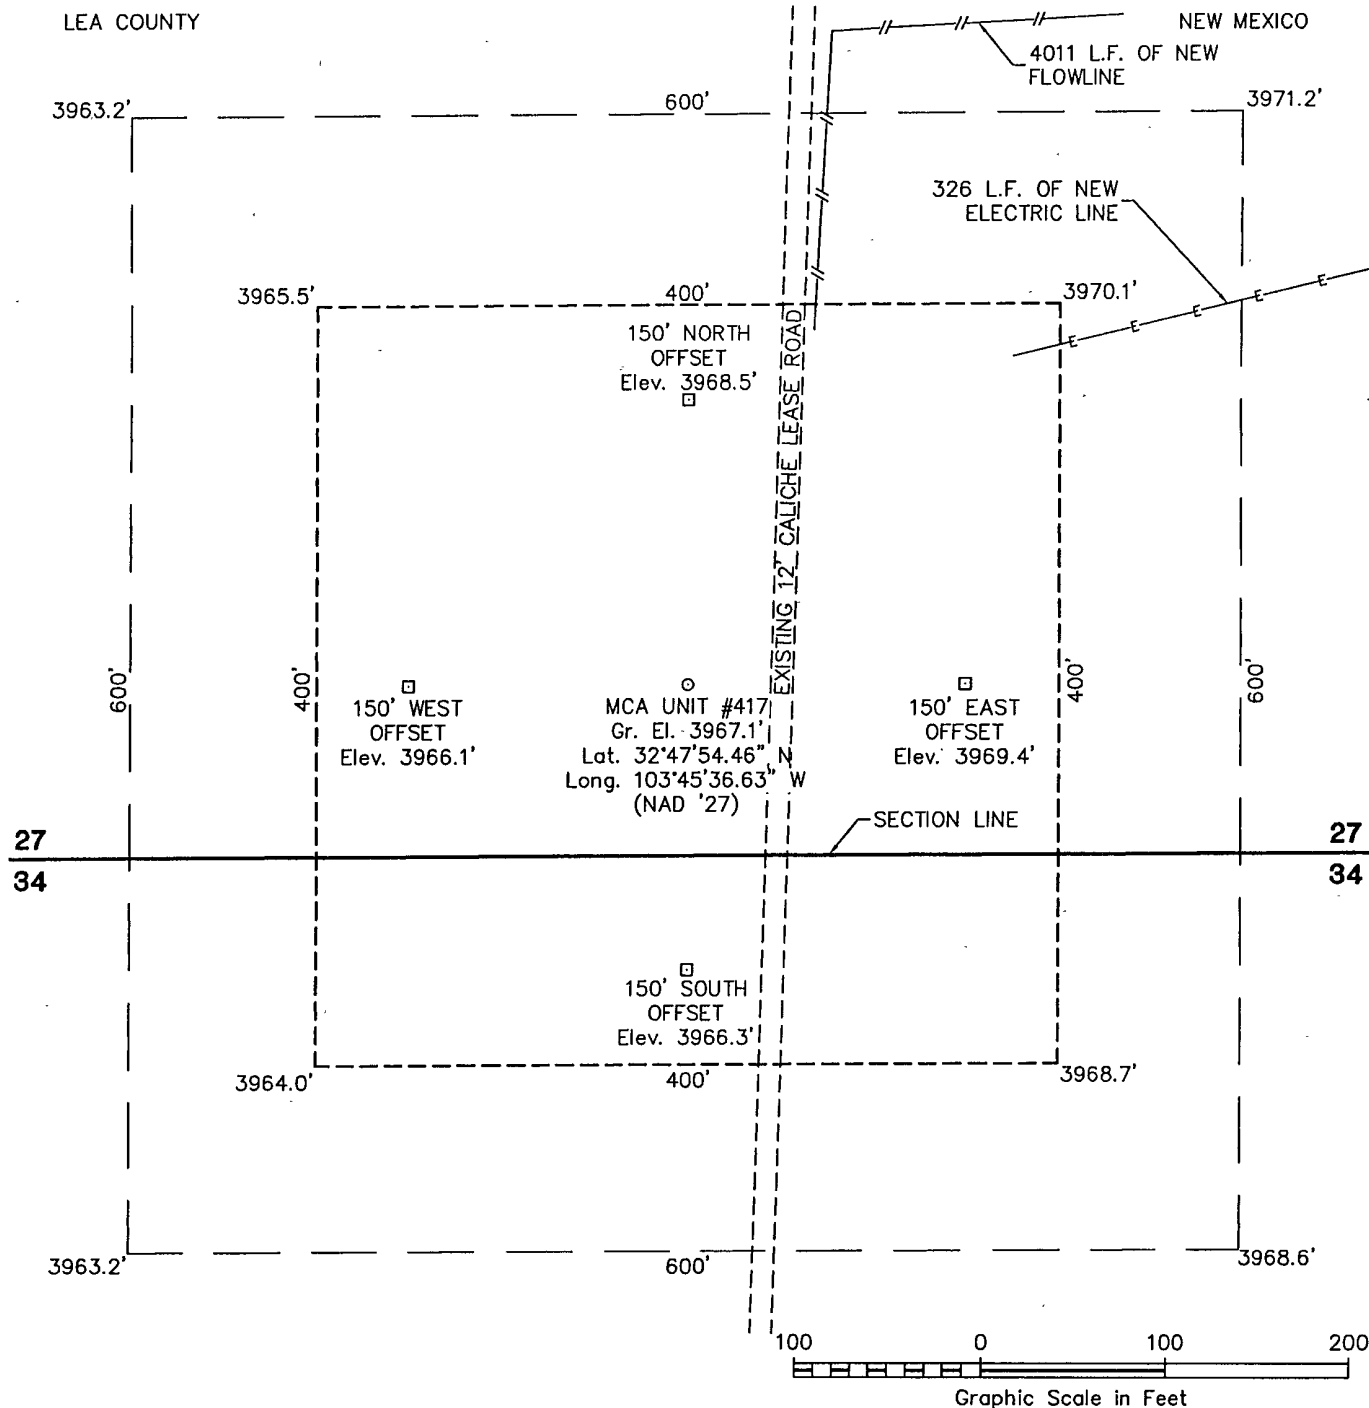 LEA COUNTY
NEW MEXICO
4011 L.F. OF NEW
FLOWLINE
3963.2'
600'
3971.2'
326 L.F. OF NEW
ELECTRIC LINE
E E E E E
3965.5'
400'
3970.1'
150' NORTH
OFFSET
Elev. 3968.5'
EXISTING 12' CALICHE LEASE ROAD
600'
400'
150' WEST
OFFSET
Elev. 3966.1'
MCA UNIT #417
Gr. El. 3967.1'
Lat. 32°47'54.46" N
Long. 103°45'36.63" W
(NAD '27)
150' EAST
OFFSET
Elev. 3969.4'
400'
600'
SECTION LINE
27
34
27
34
150' SOUTH
OFFSET
Elev. 3966.3'
3964.0'
400'
3968.7'
3963.2'
600'
3968.6'
100 0 100 200
Graphic Scale in Feet